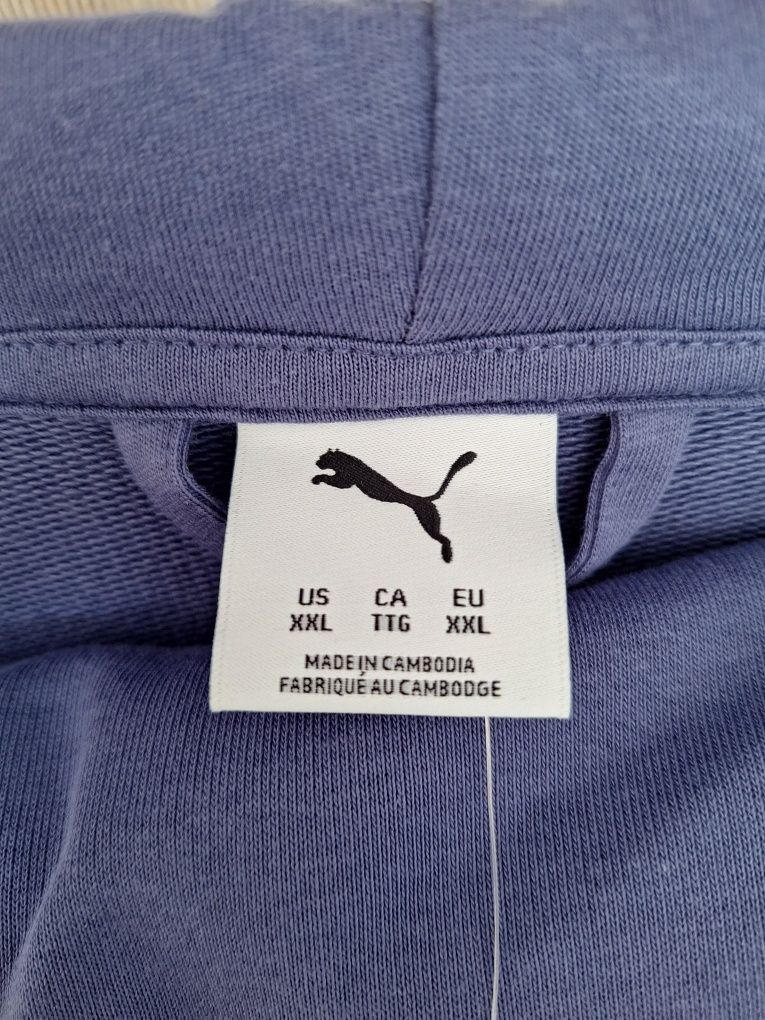 US CA EU
XXL TTG XXL
MADE IN CAMBODIA
FABRIQUÉ AU CAMBODGE